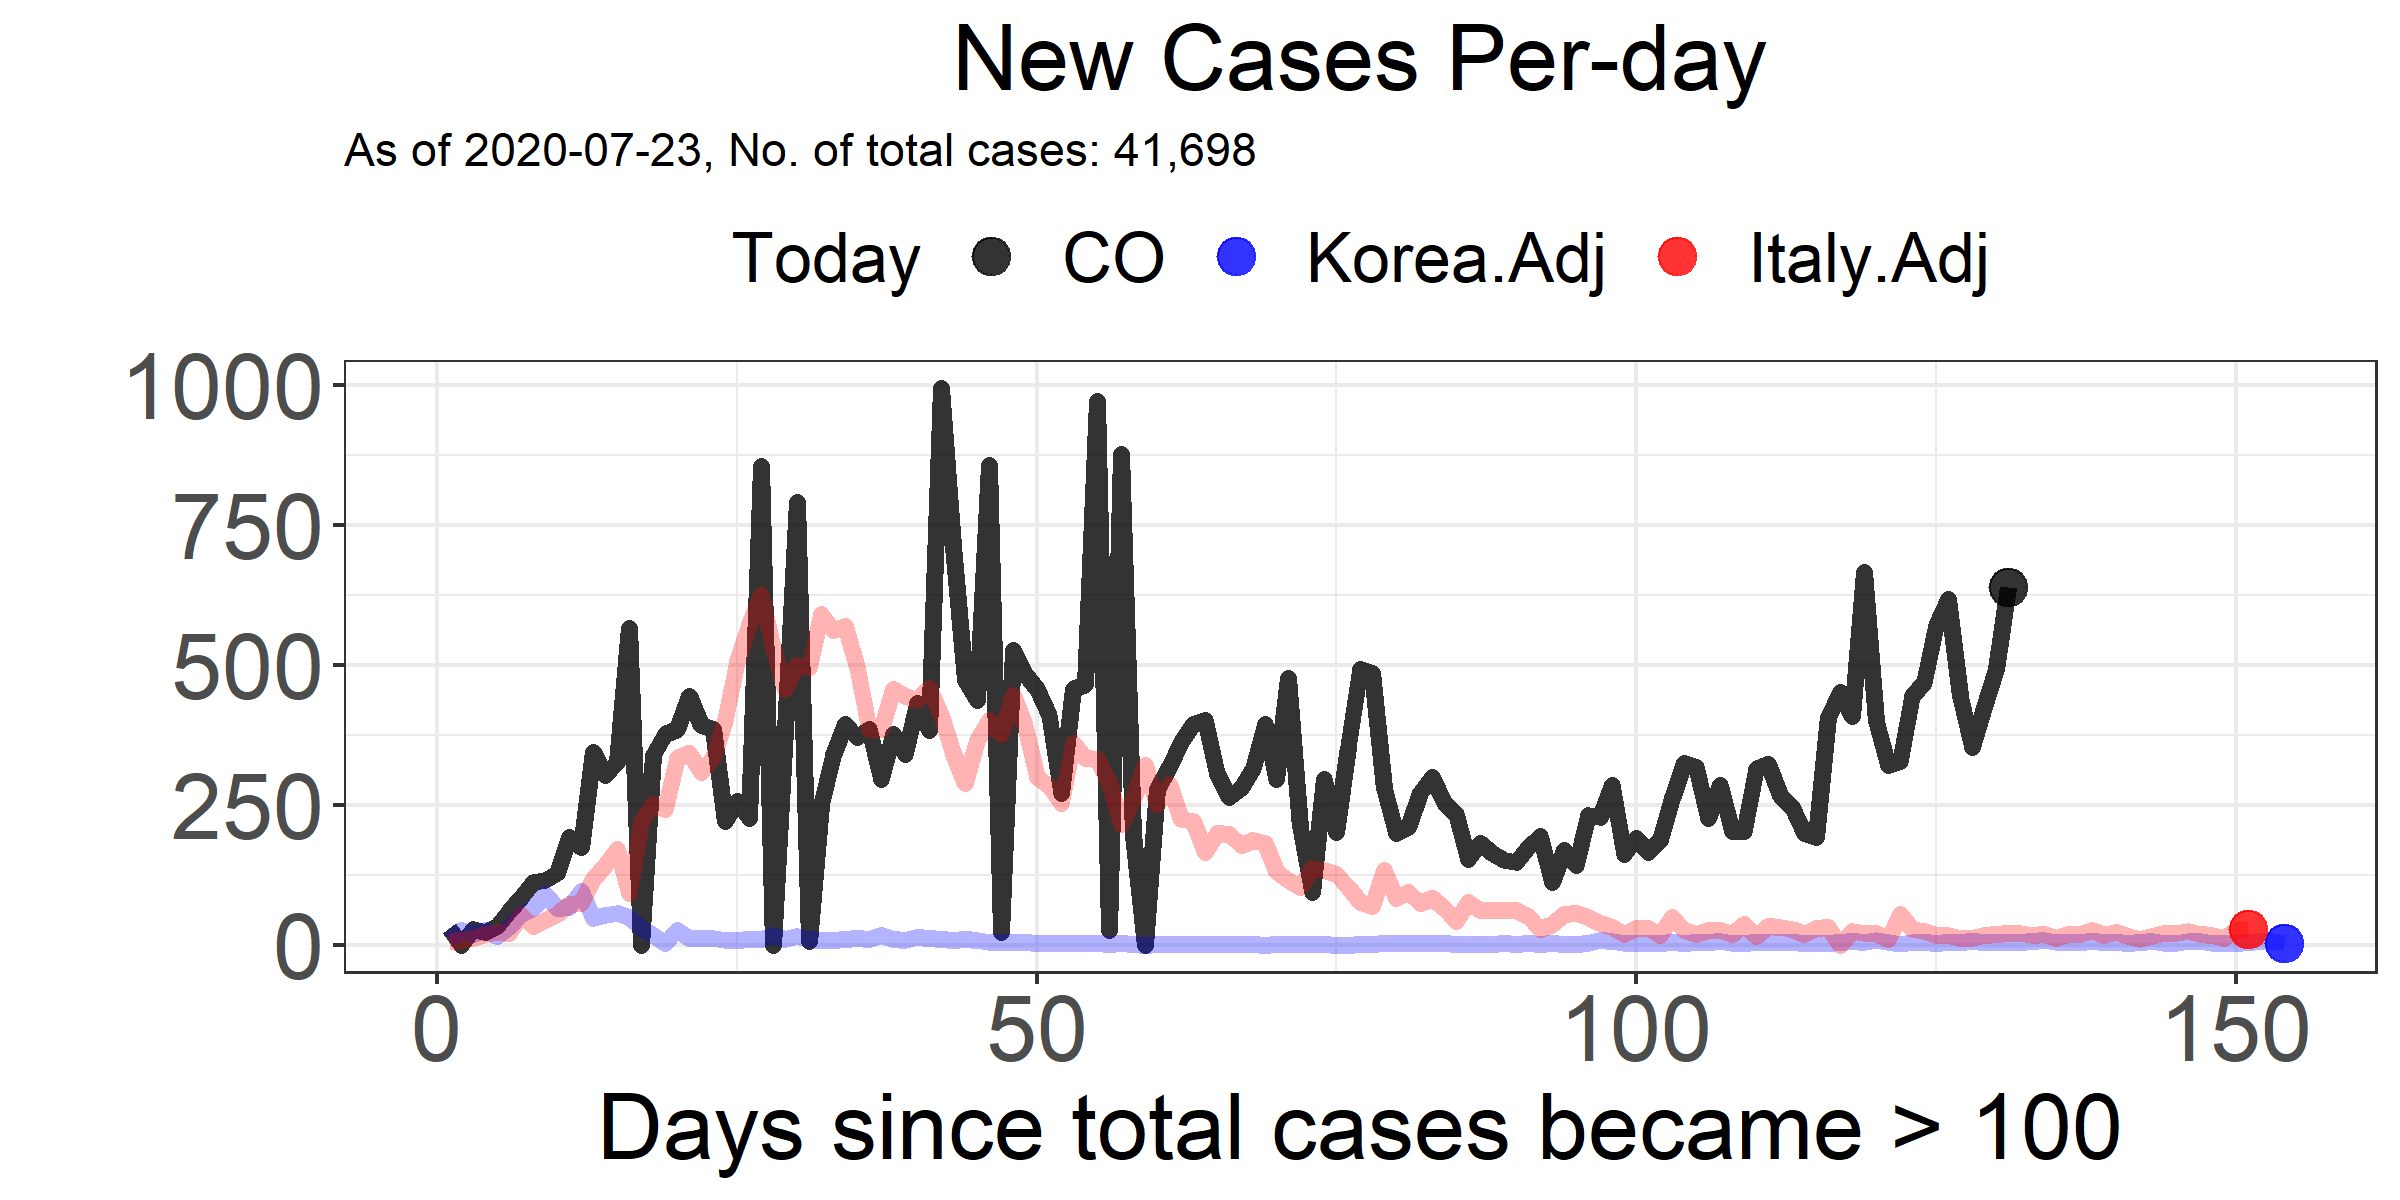 New Cases Per-day
As of 2020-07-23, No. of total cases: 41,698
Today CO Korea.Adj Italy.Adj
1000
750
500
250
0
0 50 100 150
Days since total cases became > 100